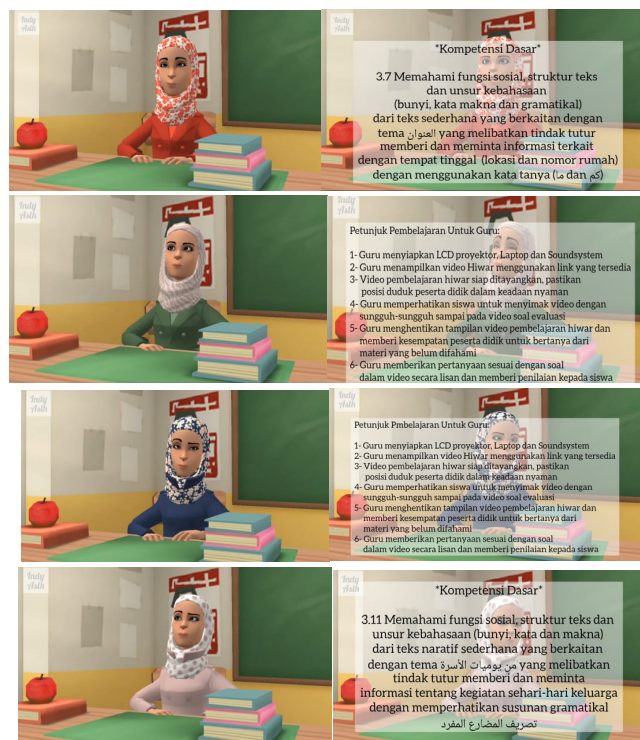 Indy
Asih
*Kompetensi Dasar*
3.7 Memahami fungsi sosial, struktur teks
dan unsur kebahasaan
(bunyi, kata makna dan gramatikal)
dari teks sederhana yang berkaitan dengan
tema العنوان yang melibatkan tindak tutur
memberi dan meminta informasi terkait
dengan tempat tinggal (lokasi dan nomor rumah)
dengan menggunakan kata tanya (كم dan ما)
Indy
Asih
Petunjuk Pembelajaran Untuk Guru:
1- Guru menyiapkan LCD proyektor, Laptop dan Soundsystem
2- Guru menampilkan video Hiwar menggunakan link yang tersedia
3- Video pembelajaran hiwar siap ditayangkan, pastikan
posisi duduk peserta didik dalam keadaan nyaman
4- Guru memperhatikan siswa untuk menyimak video dengan
sungguh-sungguh sampai pada video soal evaluasi
5- Guru menghentikan tampilan video pembelajaran hiwar dan
memberi kesempatan peserta didik untuk bertanya dari
materi yang belum difahami
6- Guru memberikan pertanyaan sesuai dengan soal
dalam video secara lisan dan memberi penilaian kepada siswa
Indy
Asih
Petunjuk Pmbelajaran Untuk Guru:
1- Guru menyiapkan LCD proyektor, Laptop dan Soundsystem
2- Guru menampilkan video Hiwar menggunakan link yang tersedia
3- Video pembelajaran hiwar siap ditayangkan, pastikan
posisi duduk peserta didik dalam keadaan nyaman
4- Guru memperhatikan siswa untuk menyimak video dengan
sungguh-sungguh sampai pada video soal evaluasi
5- Guru menghentikan tampilan video pembelajaran hiwar dan
memberi kesempatan peserta didik untuk bertanya dari
materi yang belum difahami
6- Guru memberikan pertanyaan sesuai dengan soal
dalam video secara lisan dan memberi penilaian kepada siswa
Indy
Asih
*Kompetensi Dasar*
3.11 Memahami fungsi sosial, struktur teks dan
unsur kebahasaan (bunyi, kata dan makna)
dari teks naratif sederhana yang berkaitan
dengan tema من يوميات الأسرة yang melibatkan
tindak tutur memberi dan meminta
informasi tentang kegiatan sehari-hari keluarga
dengan memperhatikan susunan gramatikal
تصريف المضارع المفرد